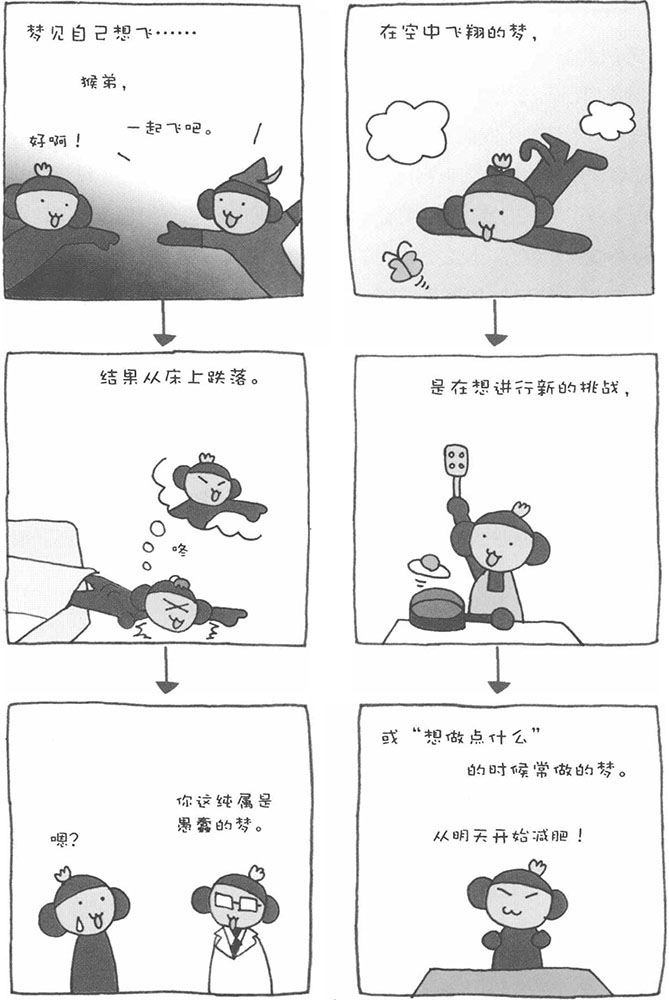 梦见自己想飞……
猴弟，
一起飞吧。
好啊！
结果从床上跌落。
咚
你这纯属是
愚蠢的梦。
嗯？
在空中飞翔的梦，
是在想进行新的挑战，
或“想做点什么”
的时候常做的梦。
从明天开始减肥！